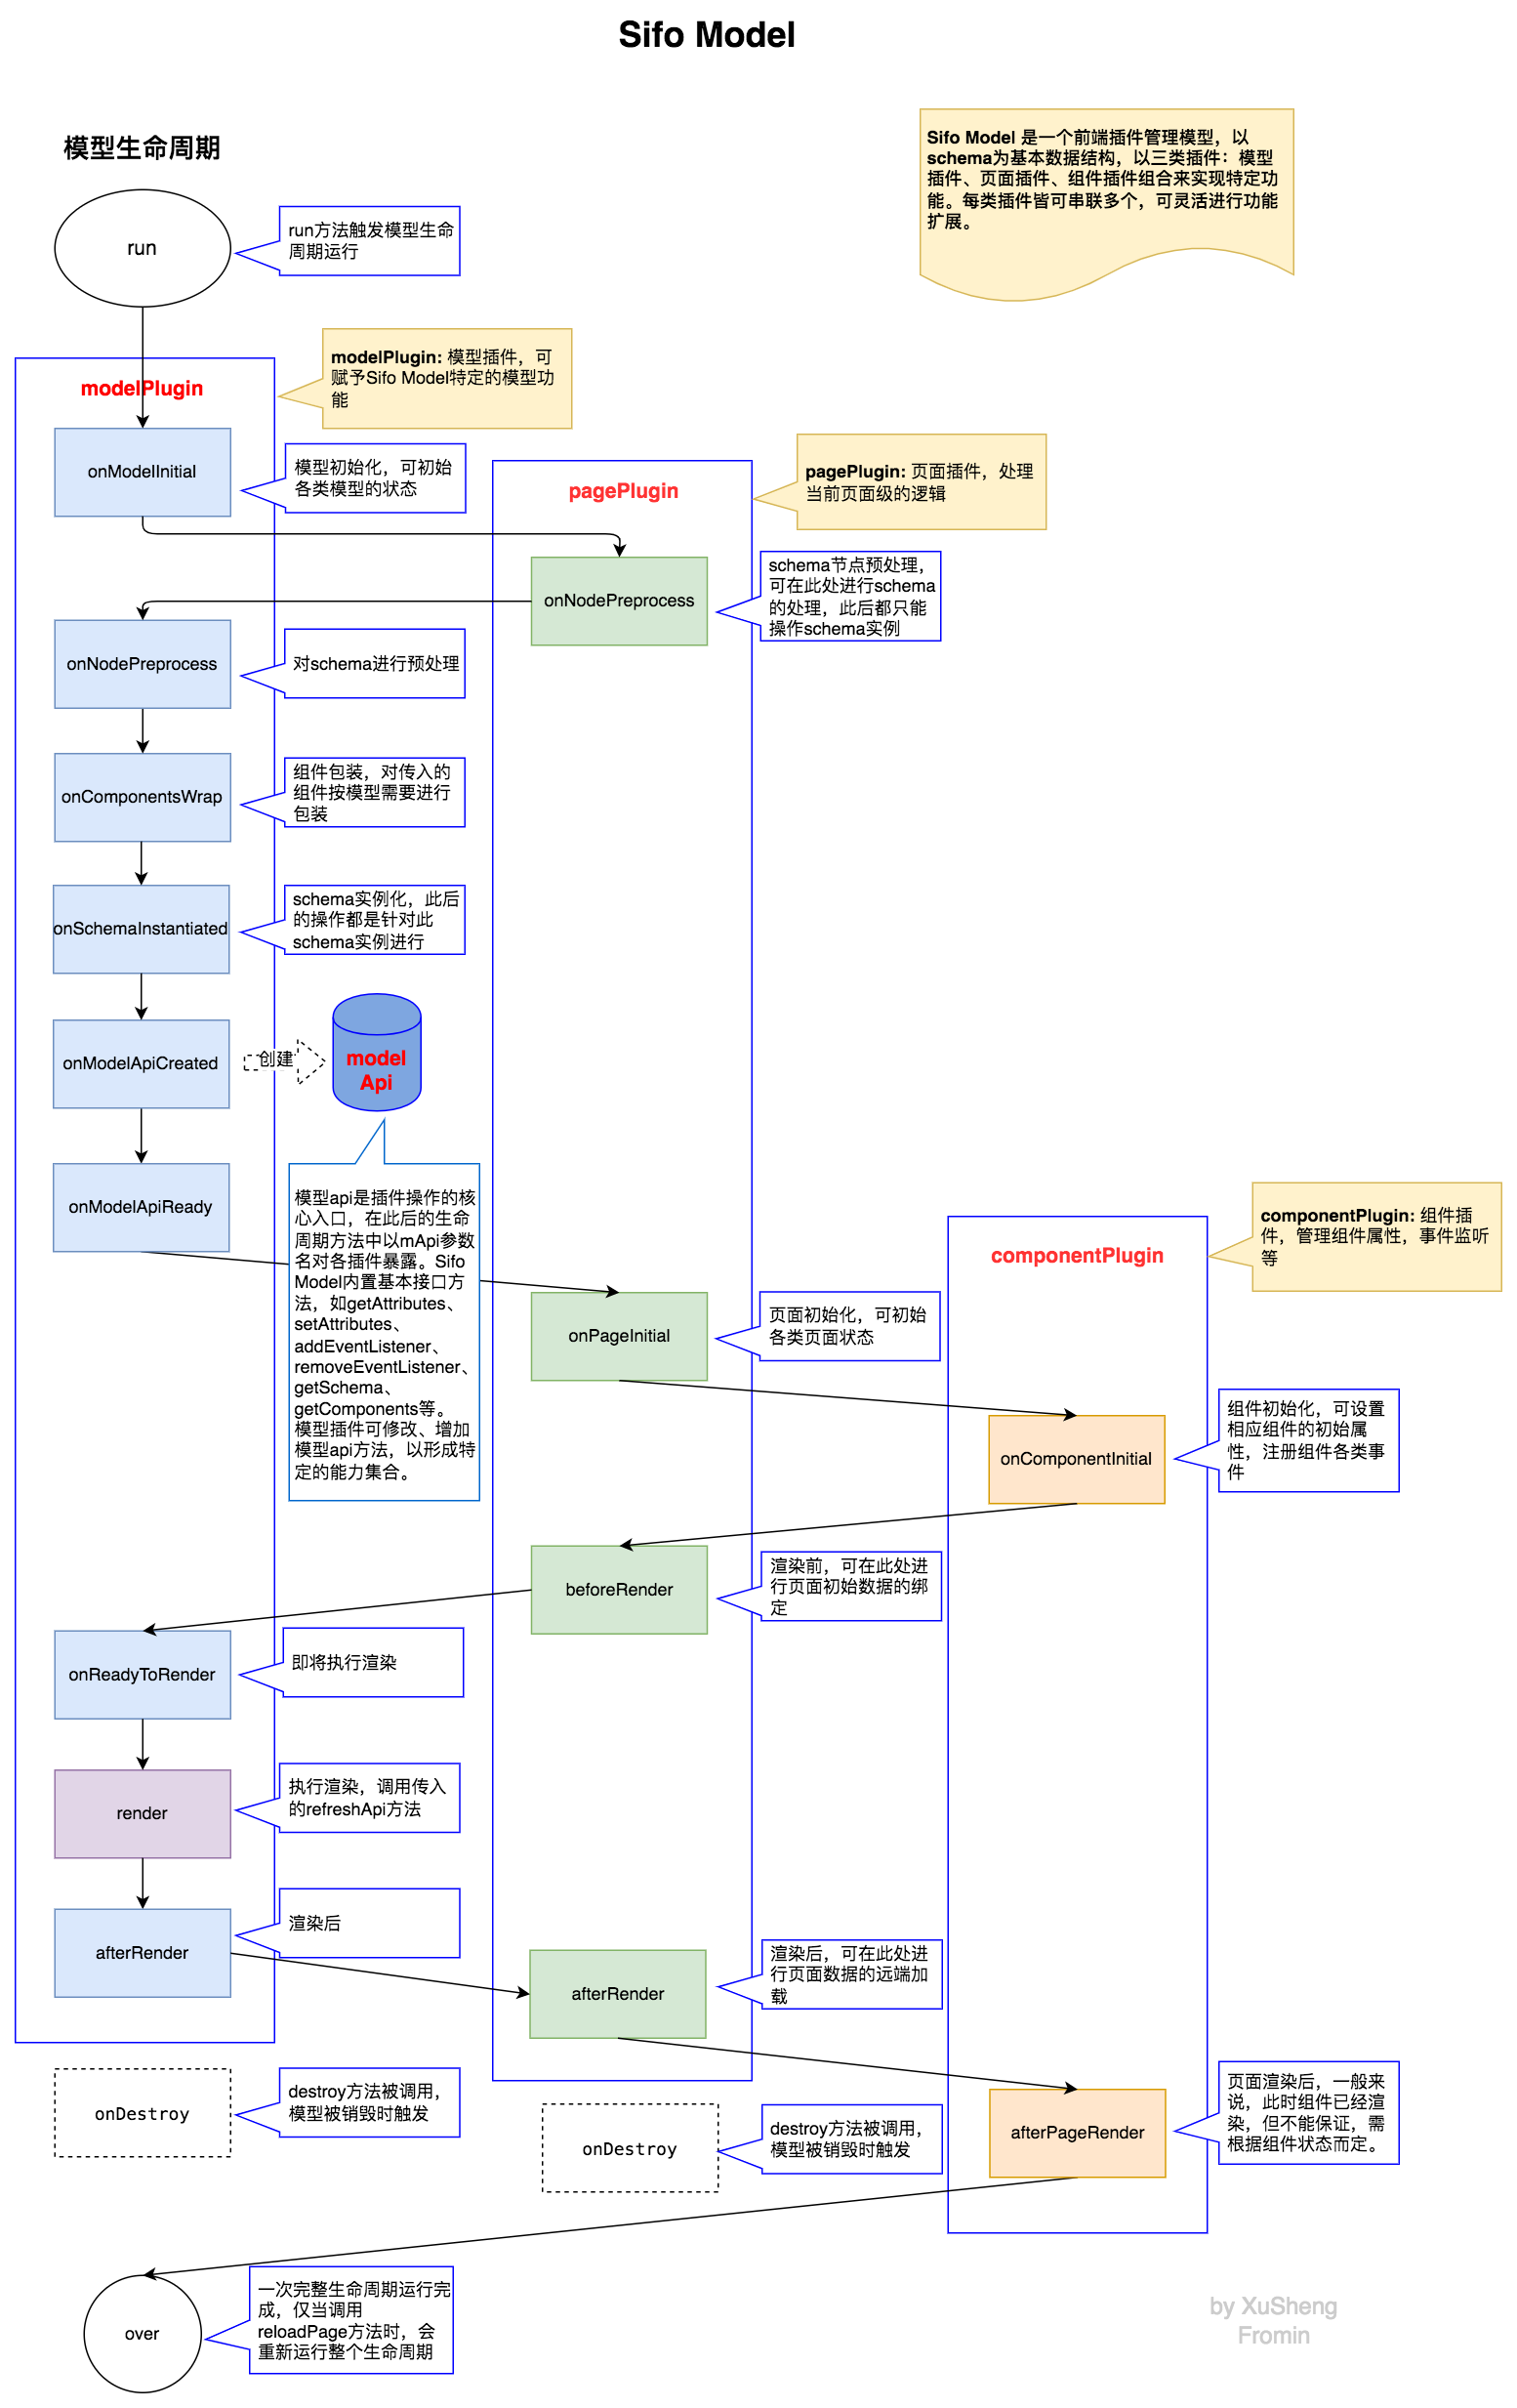 Sifo Model
模型生命周期
Sifo Model 是一个前端插件管理模型，以
schema为基本数据结构，以三类插件：模型
插件、页面插件、组件插件组合来实现特定功
能。每类插件皆可串联多个，可灵活进行功能
扩展。
run
run方法触发模型生命
周期运行
modelPlugin: 模型插件，可
赋予Sifo Model特定的模型功
能
modelPlugin
onModelInitial
模型初始化，可初始
各类模型的状态
pagePlugin
pagePlugin: 页面插件，处理
当前页面级的逻辑
onNodePreprocess
schema节点预处理，
可在此处进行schema
的处理，此后都只能
操作schema实例
onNodePreprocess
对schema进行预处理
onComponentsWrap
组件包装，对传入的
组件按模型需要进行
包装
onSchemaInstantiated
schema实例化，此后
的操作都是针对此
schema实例进行
onModelApiCreated
创建
model
Api
onModelApiReady
模型api是插件操作的核
心入口，在此后的生命
周期方法中以mApi参数
名对各插件暴露。Sifo
Model内置基本接口方
法，如getAttributes、
setAttributes、
addEventListener、
removeEventListener、
getSchema、
getComponents等。
模型插件可修改、增加
模型api方法，以形成特
定的能力集合。
componentPlugin
componentPlugin: 组件插
件，管理组件属性，事件监听
等
onPageInitial
页面初始化，可初始
各类页面状态
onComponentInitial
组件初始化，可设置
相应组件的初始属
性，注册组件各类事
件
beforeRender
渲染前，可在此处进
行页面初始数据的绑
定
onReadyToRender
即将执行渲染
render
执行渲染，调用传入
的refreshApi方法
afterRender
渲染后
afterRender
渲染后，可在此处进
行页面数据的远端加
载
onDestroy
destroy方法被调用，
模型被销毁时触发
onDestroy
destroy方法被调用，
模型被销毁时触发
afterPageRender
页面渲染后，一般来
说，此时组件已经渲
染，但不能保证，需
根据组件状态而定。
over
一次完整生命周期运行完
成，仅当调用
reloadPage方法时，会
重新运行整个生命周期
by XuSheng
Fromin